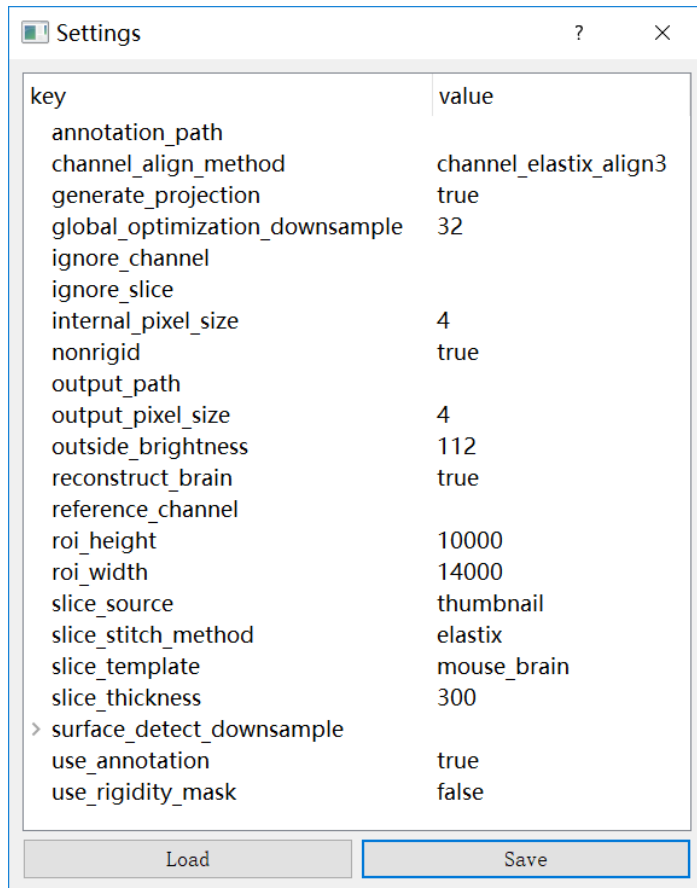 Settings ? ×
key value
annotation_path
channel_align_method channel_elastix_align3
generate_projection true
global_optimization_downsample 32
ignore_channel
ignore_slice
internal_pixel_size 4
nonrigid true
output_path
output_pixel_size 4
outside_brightness 112
reconstruct_brain true
reference_channel
roi_height 10000
roi_width 14000
slice_source thumbnail
slice_stitch_method elastix
slice_template mouse_brain
slice_thickness 300
surface_detect_downsample
use_annotation true
use_rigidity_mask false
Load Save